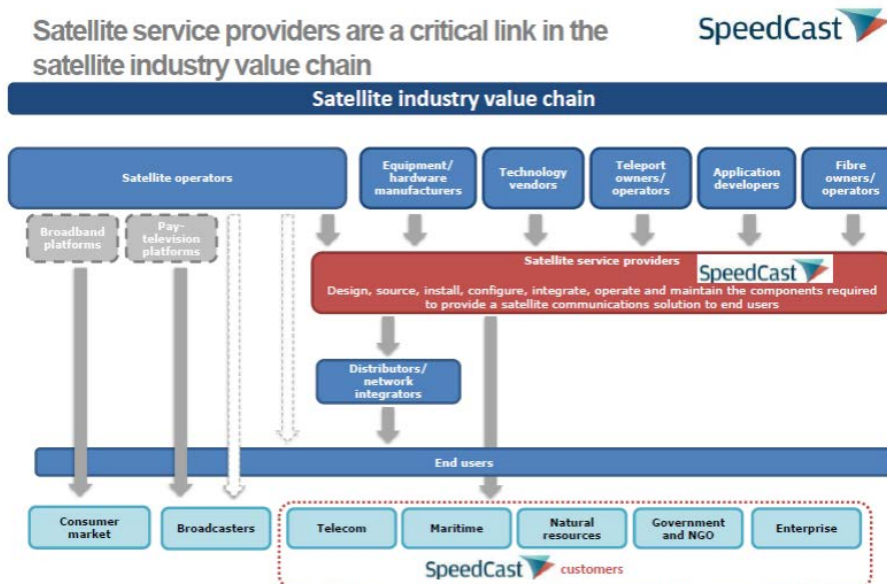 Satellite service providers are a critical link in the
satellite industry value chain
SpeedCast
Satellite industry value chain
Satellite operators
Equipment/
hardware
manufacturers
Technology
vendors
Teleport
owners/
operators
Application
developers
Fibre
owners/
operators
Broadband
platforms
Pay-
television
platforms
Satellite service providers
SpeedCast
Design, source, install, configure, integrate, operate and maintain the components required
to provide a satellite communications solution to end users
Distributors/
network
integrators
End users
Consumer
market
Broadcasters
Telecom
Maritime
Natural
resources
Government
and NGO
Enterprise
SpeedCast customers